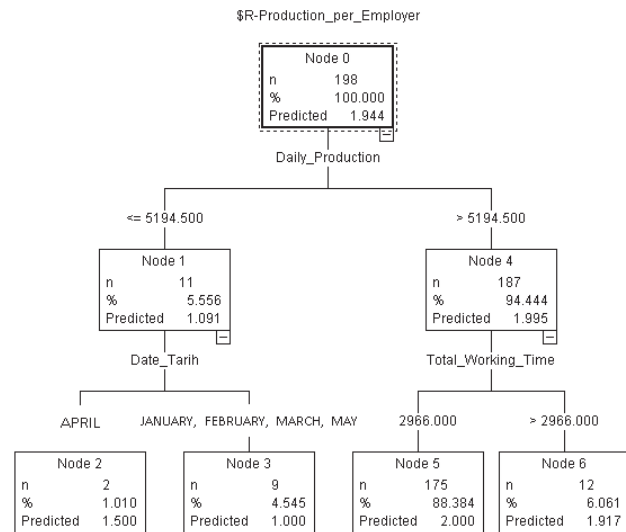 $R-Production_per_Employer
Node 0
n 198
% 100.000
Predicted 1.944
Daily_Production
<= 5194.500
> 5194.500
Node 1
n 11
% 5.556
Predicted 1.091
Node 4
n 187
% 94.444
Predicted 1.995
Date_Tarih
Total_Working_Time
APRIL
JANUARY, FEBRUARY, MARCH, MAY
2966.000
> 2966.000
Node 2
n 2
% 1.010
Predicted 1.500
Node 3
n 9
% 4.545
Predicted 1.000
Node 5
n 175
% 88.384
Predicted 2.000
Node 6
n 12
% 6.061
Predicted 1.917